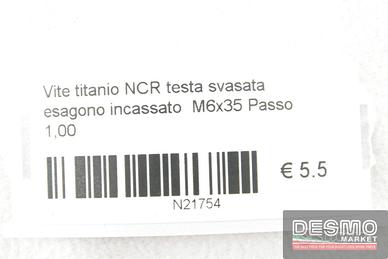 Vite titanio NCR testa svasata
esagono incassato M6x35 Passo
1,00
€ 5.5
N21754
DESMO
MARKET